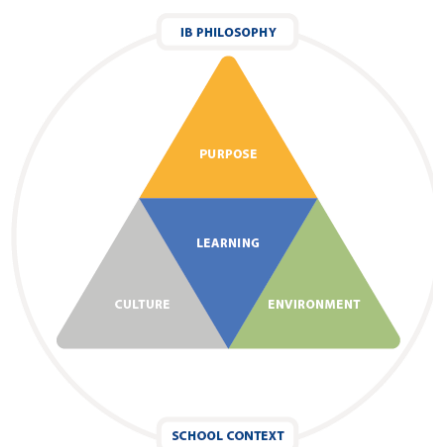 IB PHILOSOPHY
PURPOSE
LEARNING
CULTURE
ENVIRONMENT
SCHOOL CONTEXT